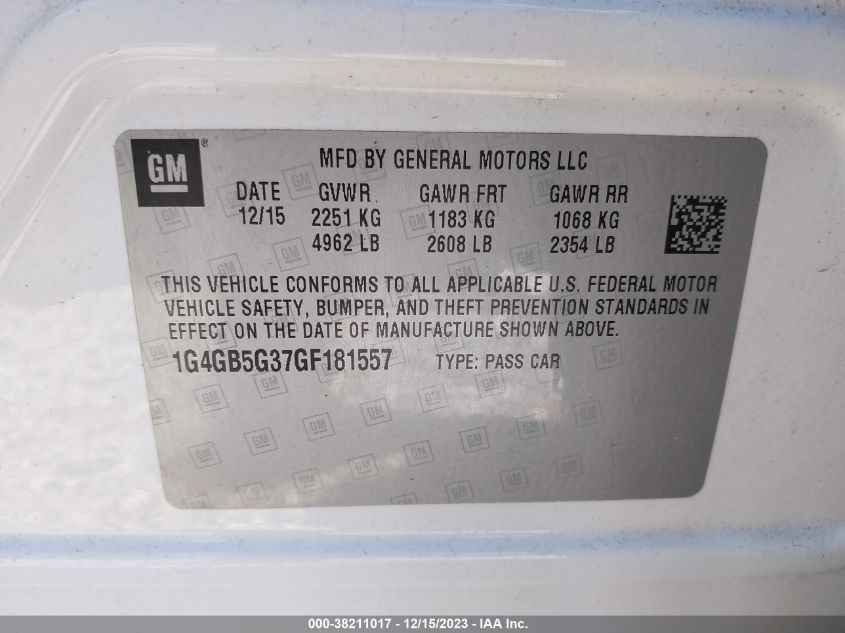 GM®
MFD BY GENERAL MOTORS LLC
DATE GVWR GAWR FRT GAWR RR
12/15 2251 KG 1183 KG 1068 KG
4962 LB 2608 LB 2354 LB
THIS VEHICLE CONFORMS TO ALL APPLICABLE U.S. FEDERAL MOTOR
VEHICLE SAFETY, BUMPER, AND THEFT PREVENTION STANDARDS IN
EFFECT ON THE DATE OF MANUFACTURE SHOWN ABOVE.
1G4GB5G37GF181557 TYPE: PASS CAR
000-38211017 - 12/15/2023 - IAA Inc.